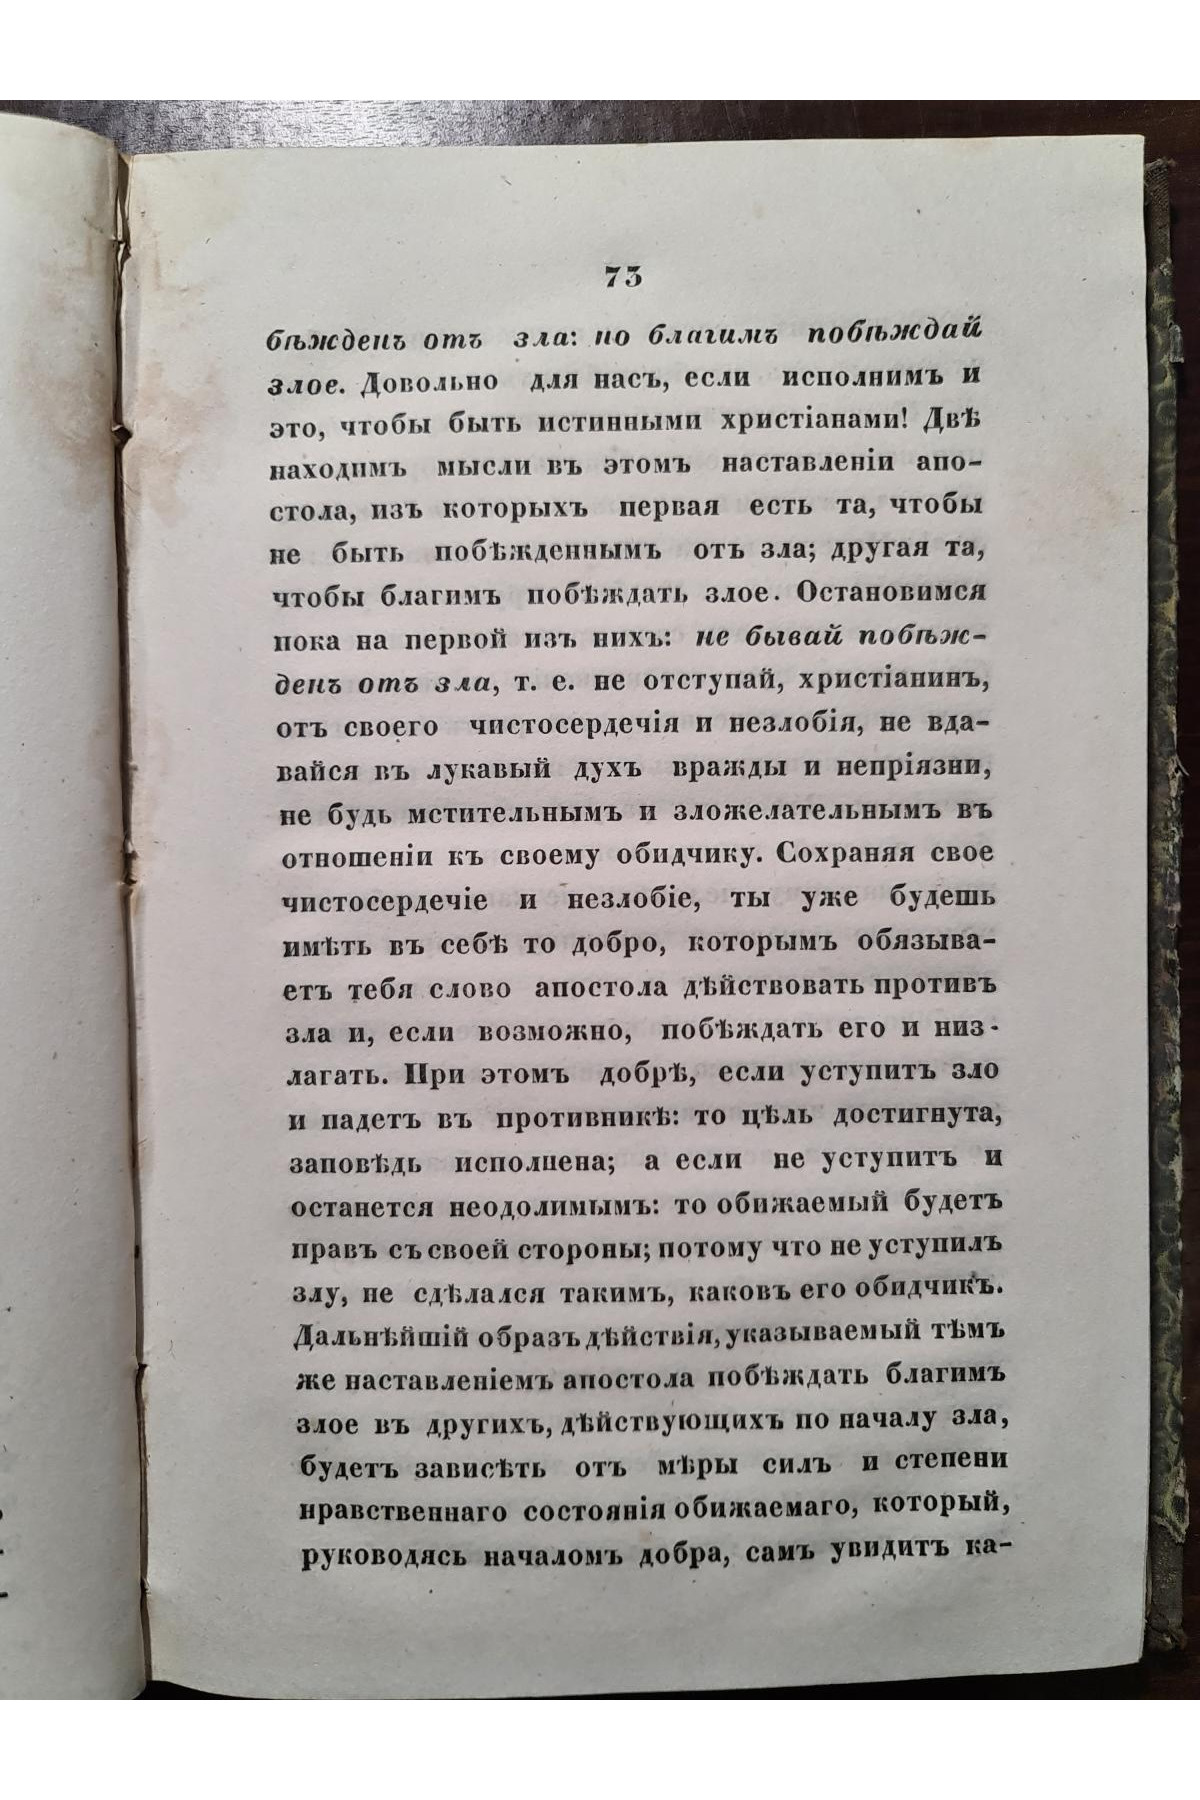 73
бѣжденъ отъ зла: но благимъ побѣждай
злое. Довольно для насъ, если исполнимъ и
это, чтобы быть истинными христіанами! Двѣ
находимъ мысли въ этомъ наставленіи апо-
стола, изъ которыхъ первая есть та, чтобы
не быть побѣжденнымъ отъ зла; другая та,
чтобы благимъ побѣждать злое. Остановимся
пока на первой изъ нихъ: не бывай побѣж-
денъ отъ зла, т. е. не отступай, христіанинъ,
отъ своего чистосердечія и незлобія, не вда-
вайся въ лукавый духъ вражды и непріязни,
не будь мстительнымъ и зложелательнымъ въ
отношеніи къ своему обидчику. Сохраняя свое
чистосердечіе и незлобіе, ты уже будешь
имѣть въ себѣ то добро, которымъ обязыва-
етъ тебя слово апостола дѣйствовать противъ
зла и, если возможно, побѣждать его и низ-
лагать. При этомъ добрѣ, если уступитъ зло
и падетъ въ противникѣ: то цѣль достигнута,
заповѣдь исполнена; а если не уступитъ и
останется неодолимымъ: то обижаемый будетъ
правъ съ своей стороны; потому что не уступилъ
злу, не сдѣлался такимъ, каковъ его обидчикъ.
Дальнѣйшій образъ дѣйствія, указываемый тѣмъ
же наставленіемъ апостола побѣждать благимъ
злое въ другихъ, дѣйствующихъ по началу зла,
будетъ зависѣть отъ мѣры силъ и степени
нравственнаго состоянія обижаемаго, который,
руководясь началомъ добра, самъ увидитъ ка-